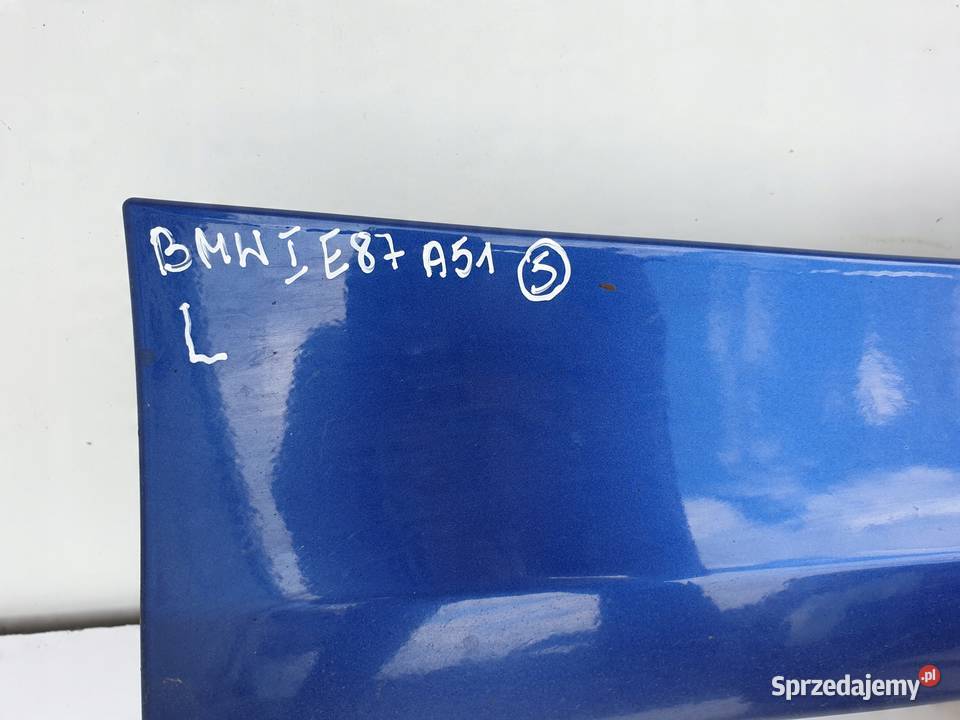 BMW I E87 A51 5
L
Sprzedajemy.pl